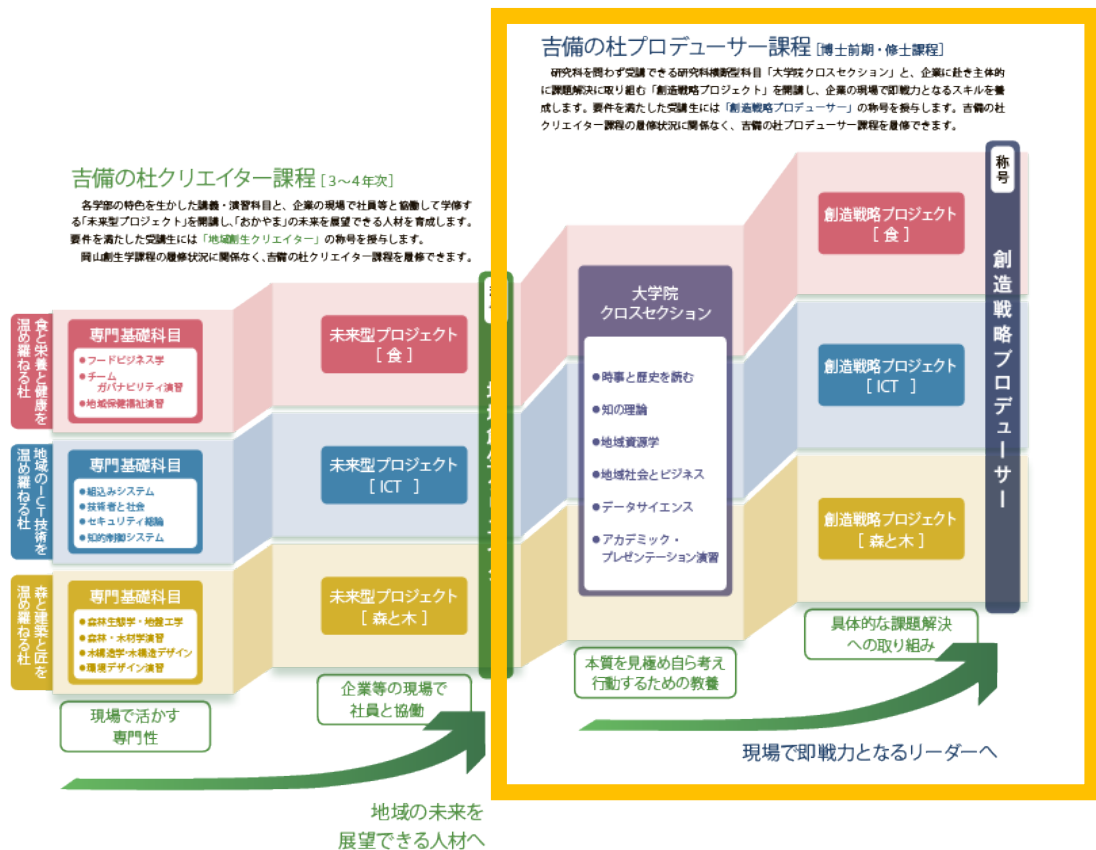 吉備の杜プロデューサー課程 [博士前期・修士課程]
研究科を問わず受講できる研究科横断型科目「大学院クロスセクション」と、企業に赴き主体的
に課題解決に取り組む「創造戦略プロジェクト」を開講し、企業の現場で即戦力となるスキルを養
成します。要件を満たした受講生には「創造戦略プロデューサー」の称号を授与します。吉備の杜
クリエイター課程の履修状況に関係なく、吉備の杜プロデューサー課程を履修できます。
吉備の杜クリエイター課程 [3〜4年次]
各学部の特色を生かした講義・演習科目と、企業の現場で社員等と協働して学修す
る「未来型プロジェクト」を開講し、「おかやま」の未来を展望できる人材を育成します。
要件を満たした受講生には「地域創生クリエイター」の称号を授与します。
岡山創生学課程の履修状況に関係なく、吉備の杜クリエイター課程を履修できます。
食と栄養と健康を
温め羅ねる杜
専門基礎科目
●フードビジネス学
●チーム
ガバナビリティ演習
●地域保健福祉演習
未来型プロジェクト
[ 食 ]
地域のICT技術を
温め羅ねる杜
専門基礎科目
●組込みシステム
●技術者と社会
●セキュリティ総論
●知的制御システム
未来型プロジェクト
[ ICT ]
森と建築と匠を
温め羅ねる杜
専門基礎科目
●森林生態学・地盤工学
●森林・木材学演習
●木構造学・木構造デザイン
●環境デザイン演習
未来型プロジェクト
[ 森と木 ]
現場で活かす
専門性
企業等の現場で
社員と協働
地域の未来を
展望できる人材へ
大学院
クロスセクション
●時事と歴史を読む
●知の理論
●地域資源学
●地域社会とビジネス
●データサイエンス
●アカデミック・
プレゼンテーション演習
創造戦略プロジェクト
[ 食 ]
創造戦略プロジェクト
[ ICT ]
創造戦略プロジェクト
[ 森と木 ]
称号
創造戦略プロデューサー
本質を見極め自ら考え
行動するための教養
具体的な課題解決
への取り組み
現場で即戦力となるリーダーへ